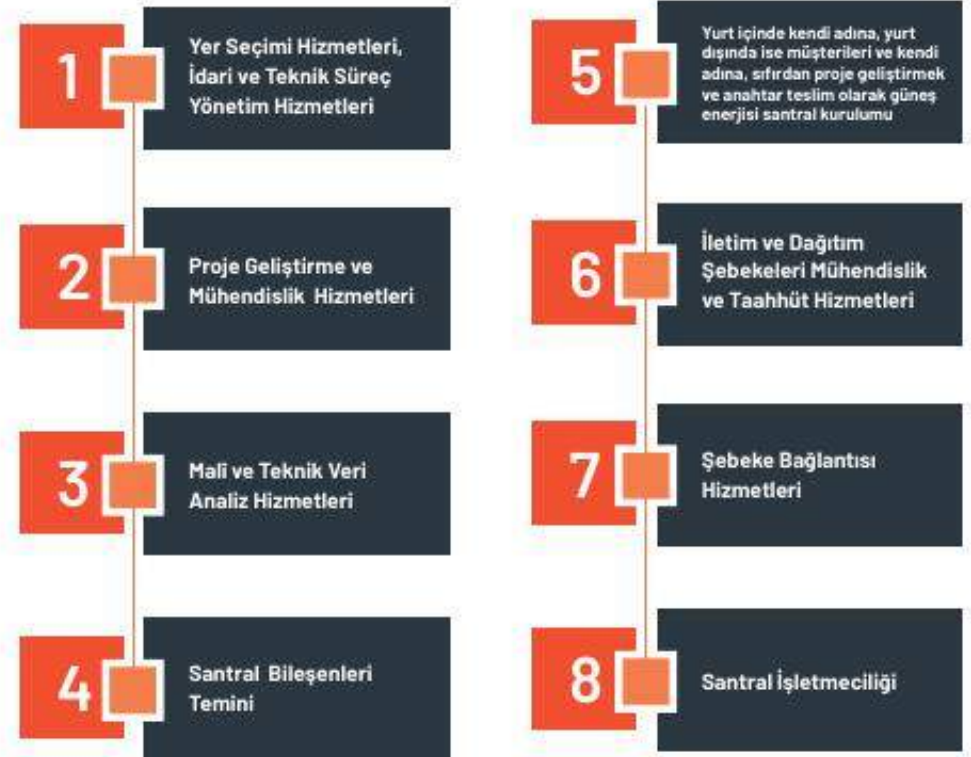 1
Yer Seçimi Hizmetleri,
İdari ve Teknik Süreç
Yönetim Hizmetleri
2
Proje Geliştirme ve
Mühendislik Hizmetleri
3
Mali ve Teknik Veri
Analiz Hizmetleri
4
Santral Bileşenleri
Temini
5
Yurt içinde kendi adına, yurt
dışında ise müşterileri ve kendi
adına, sıfırdan proje geliştirmek
ve anahtar teslim olarak güneş
enerjisi santral kurulumu
6
İletim ve Dağıtım
Şebekeleri Mühendislik
ve Taahhüt Hizmetleri
7
Şebeke Bağlantısı
Hizmetleri
8
Santral İşletmeciliği